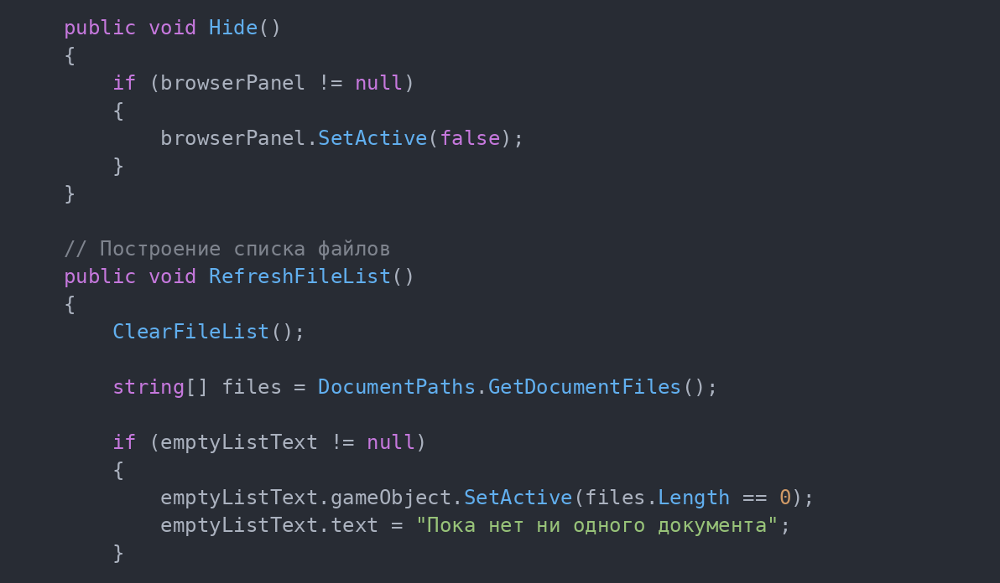 public void Hide()
{
    if (browserPanel != null)
    {
        browserPanel.SetActive(false);
    }
}

// Построение списка файлов
public void RefreshFileList()
{
    ClearFileList();

    string[] files = DocumentPaths.GetDocumentFiles();

    if (emptyListText != null)
    {
        emptyListText.gameObject.SetActive(files.Length == 0);
        emptyListText.text = "Пока нет ни одного документа";
    }